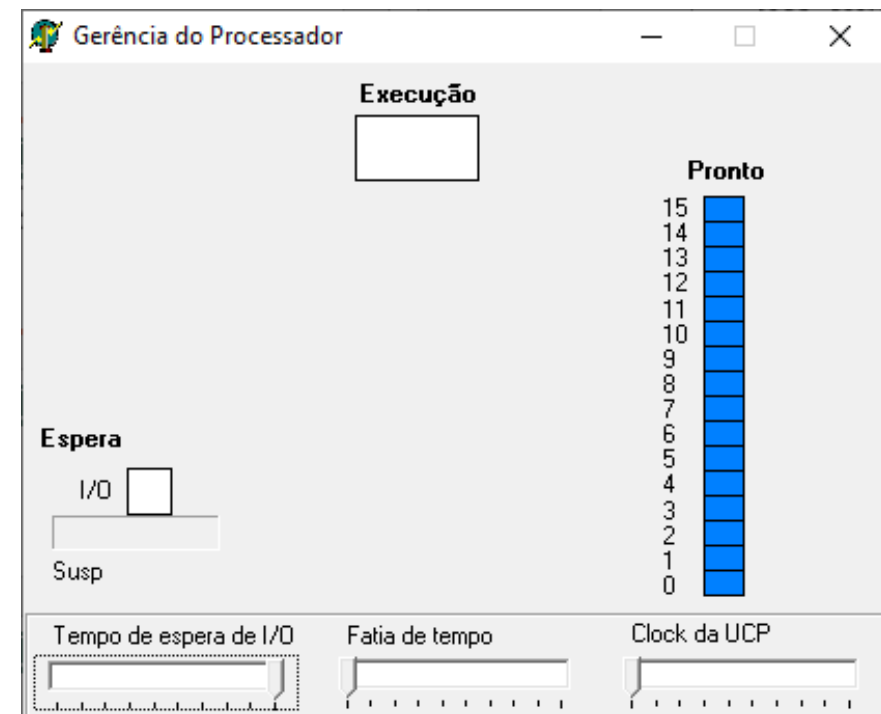 Gerência do Processador
Execução
Pronto
15
14
13
12
11
10
9
8
7
6
5
4
3
2
1
0
Espera
I/O
Susp
Tempo de espera de I/O
Fatia de tempo
Clock da UCP